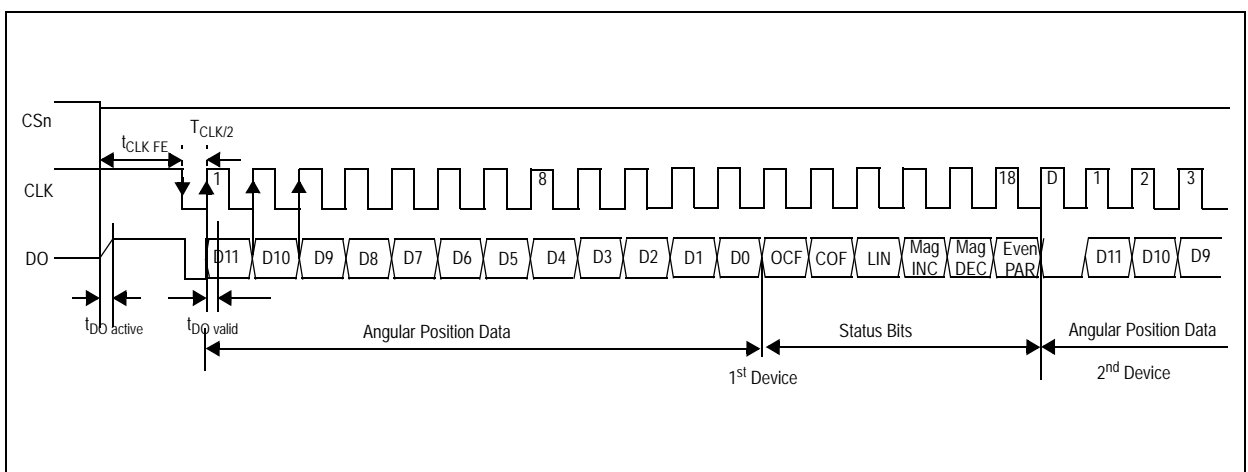 CSn
tCLK FE
TCLK/2
CLK
1
8
18
D
1
2
3
DO
D11
D10
D9
D8
D7
D6
D5
D4
D3
D2
D1
D0
OCF
COF
LIN
Mag INC
Mag DEC
Even PAR
D11
D10
D9
tDO active
tDO valid
Angular Position Data
Status Bits
Angular Position Data
1st Device
2nd Device